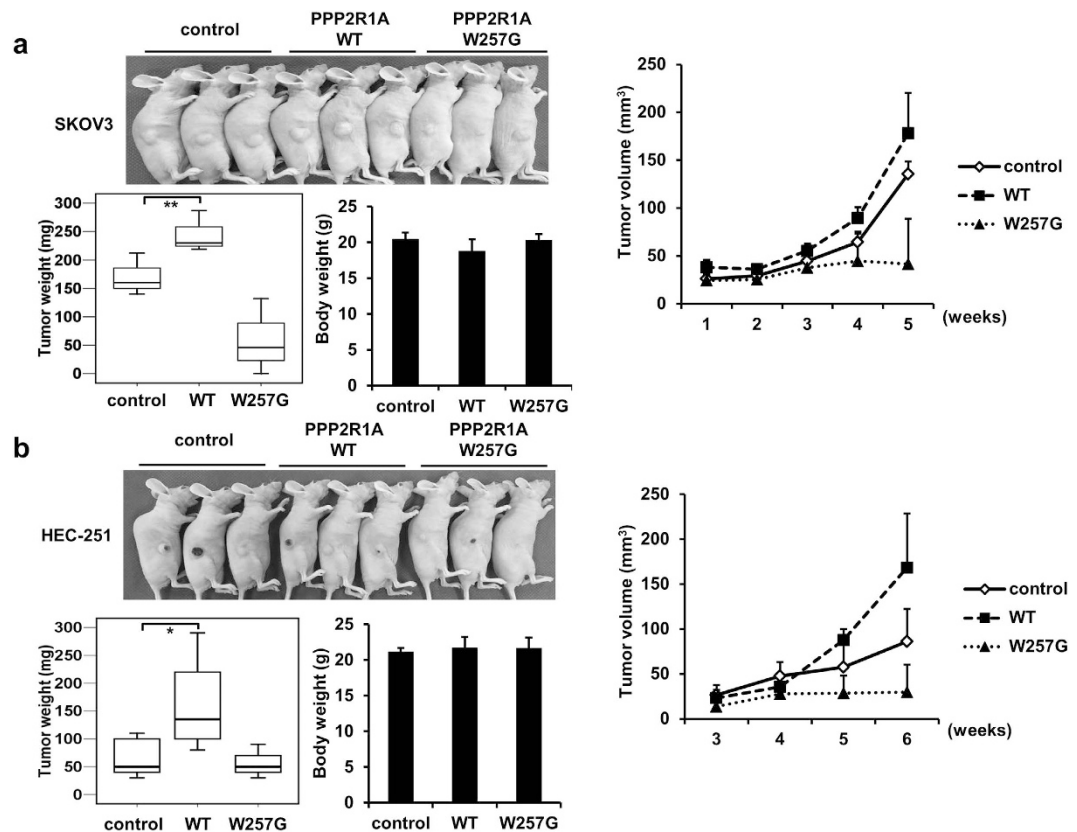 a
control
PPP2R1A
WT
PPP2R1A
W257G
SKOV3
Tumor weight (mg)
300
250
200
150
100
50
0
**
control WT W257G
Body weight (g)
25
20
15
10
5
0
control WT W257G
Tumor volume (mm³)
250
200
150
100
50
0
1 2 3 4 5 (weeks)
control
WT
W257G
b
control
PPP2R1A
WT
PPP2R1A
W257G
HEC-251
Tumor weight (mg)
300
250
200
150
100
50
0
*
control WT W257G
Body weight (g)
25
20
15
10
5
0
control WT W257G
Tumor volume (mm³)
250
200
150
100
50
0
3 4 5 6 (weeks)
control
WT
W257G